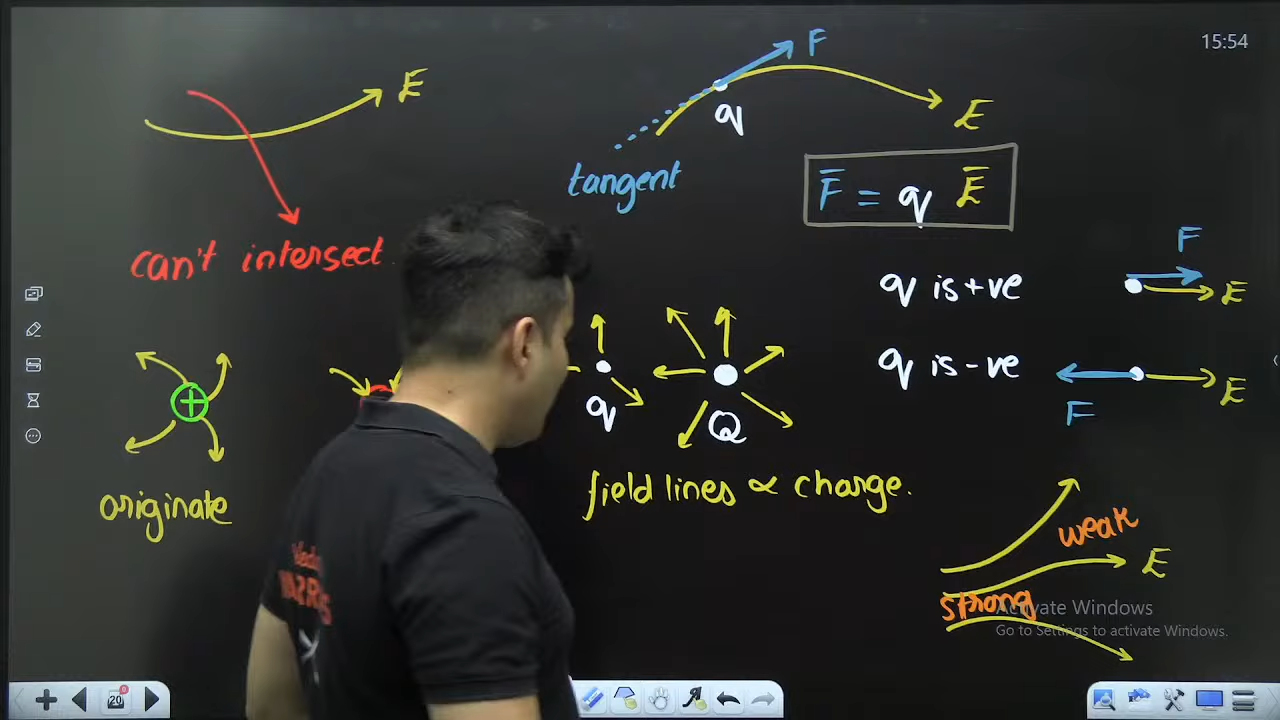 15:54
E
can't intersect
F
q
E
tangent
F̅ = q E̅
q is +ve
F
E
q is -ve
F
E
+
originate
q
Q
field lines ∝ charge.
weak
E
strong
Activate Windows
Go to Settings to activate Windows.
20